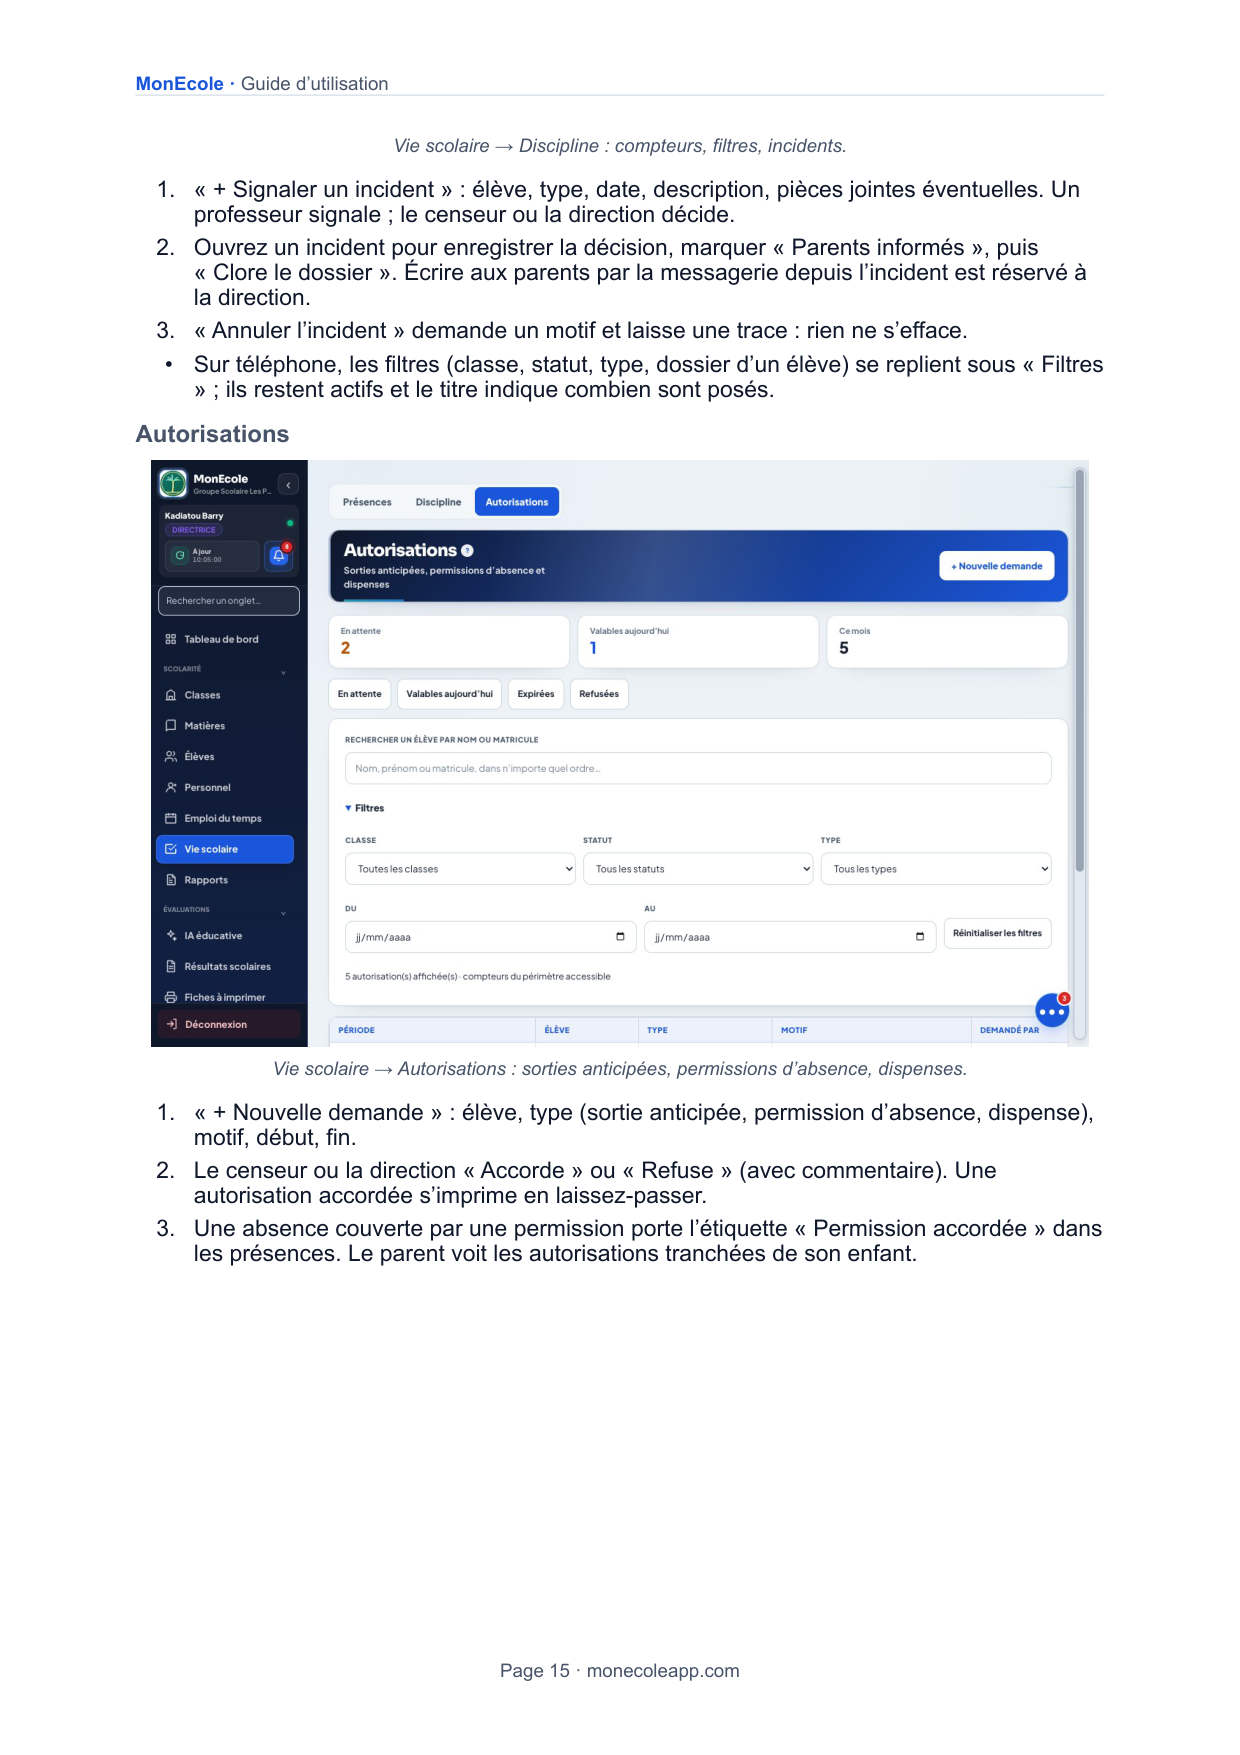 MonEcole · Guide d’utilisation
Vie scolaire → Discipline : compteurs, filtres, incidents.
1. « + Signaler un incident » : élève, type, date, description, pièces jointes éventuelles. Un
professeur signale ; le censeur ou la direction décide.
2. Ouvrez un incident pour enregistrer la décision, marquer « Parents informés », puis
« Clore le dossier ». Écrire aux parents par la messagerie depuis l’incident est réservé à
la direction.
3. « Annuler l’incident » demande un motif et laisse une trace : rien ne s’efface.
• Sur téléphone, les filtres (classe, statut, type, dossier d’un élève) se replient sous « Filtres
» ; ils restent actifs et le titre indique combien sont posés.
Autorisations
MonEcole
Groupe Scolaire Les P...
Kadiatou Barry
DIRECTRICE
À jour
10:05:00
8
Rechercher un onglet...
Tableau de bord
SCOLARITÉ
Classes
Matières
Élèves
Personnel
Emploi du temps
Vie scolaire
Rapports
ÉVALUATIONS
IA éducative
Résultats scolaires
Fiches à imprimer
Déconnexion
Présences Discipline Autorisations
Autorisations ?
Sorties anticipées, permissions d’absence et
dispenses
+ Nouvelle demande
En attente
2
Valables aujourd’hui
1
Ce mois
5
En attente Valables aujourd’hui Expirées Refusées
RECHERCHER UN ÉLÈVE PAR NOM OU MATRICULE
Nom, prénom ou matricule, dans n’importe quel ordre...
Filtres
CLASSE STATUT TYPE
Toutes les classes Tous les statuts Tous les types
DU AU
jj/mm/aaaa jj/mm/aaaa Réinitialiser les filtres
5 autorisation(s) affichée(s) · compteurs du périmètre accessible
3
PÉRIODE ÉLÈVE TYPE MOTIF DEMANDÉ PAR
Vie scolaire → Autorisations : sorties anticipées, permissions d’absence, dispenses.
1. « + Nouvelle demande » : élève, type (sortie anticipée, permission d’absence, dispense),
motif, début, fin.
2. Le censeur ou la direction « Accorde » ou « Refuse » (avec commentaire). Une
autorisation accordée s’imprime en laissez-passer.
3. Une absence couverte par une permission porte l’étiquette « Permission accordée » dans
les présences. Le parent voit les autorisations tranchées de son enfant.
Page 15 · monecoleapp.com